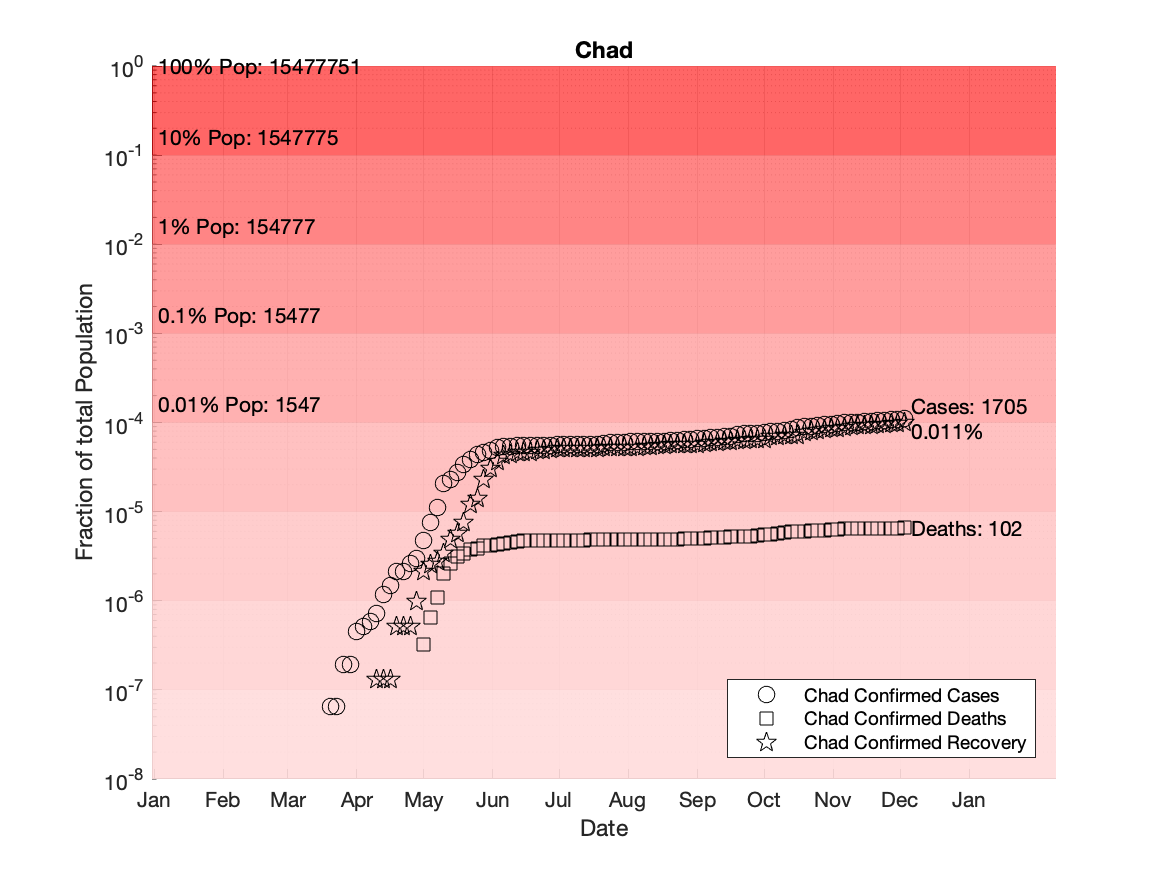 Chad
10^0
100% Pop: 15477751
10% Pop: 1547775
10^-1
1% Pop: 154777
10^-2
0.1% Pop: 15477
10^-3
0.01% Pop: 1547
10^-4
Cases: 1705
0.011%
10^-5
Deaths: 102
10^-6
10^-7
10^-8
Fraction of total Population
Chad Confirmed Cases
Chad Confirmed Deaths
Chad Confirmed Recovery
Jan Feb Mar Apr May Jun Jul Aug Sep Oct Nov Dec Jan
Date